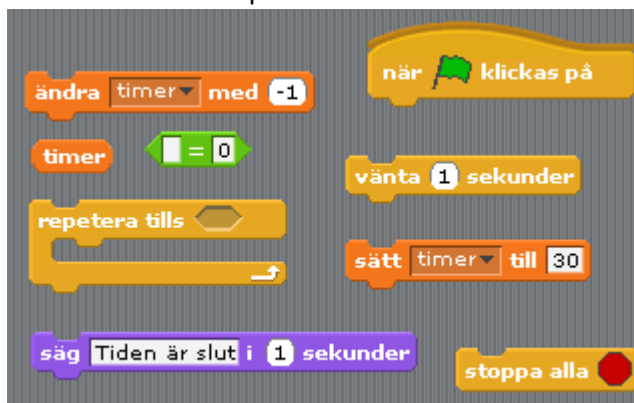 när klickas på
ändra timer med -1
timer
= 0
vänta 1 sekunder
repetera tills
sätt timer till 30
säg Tiden är slut i 1 sekunder
stoppa alla